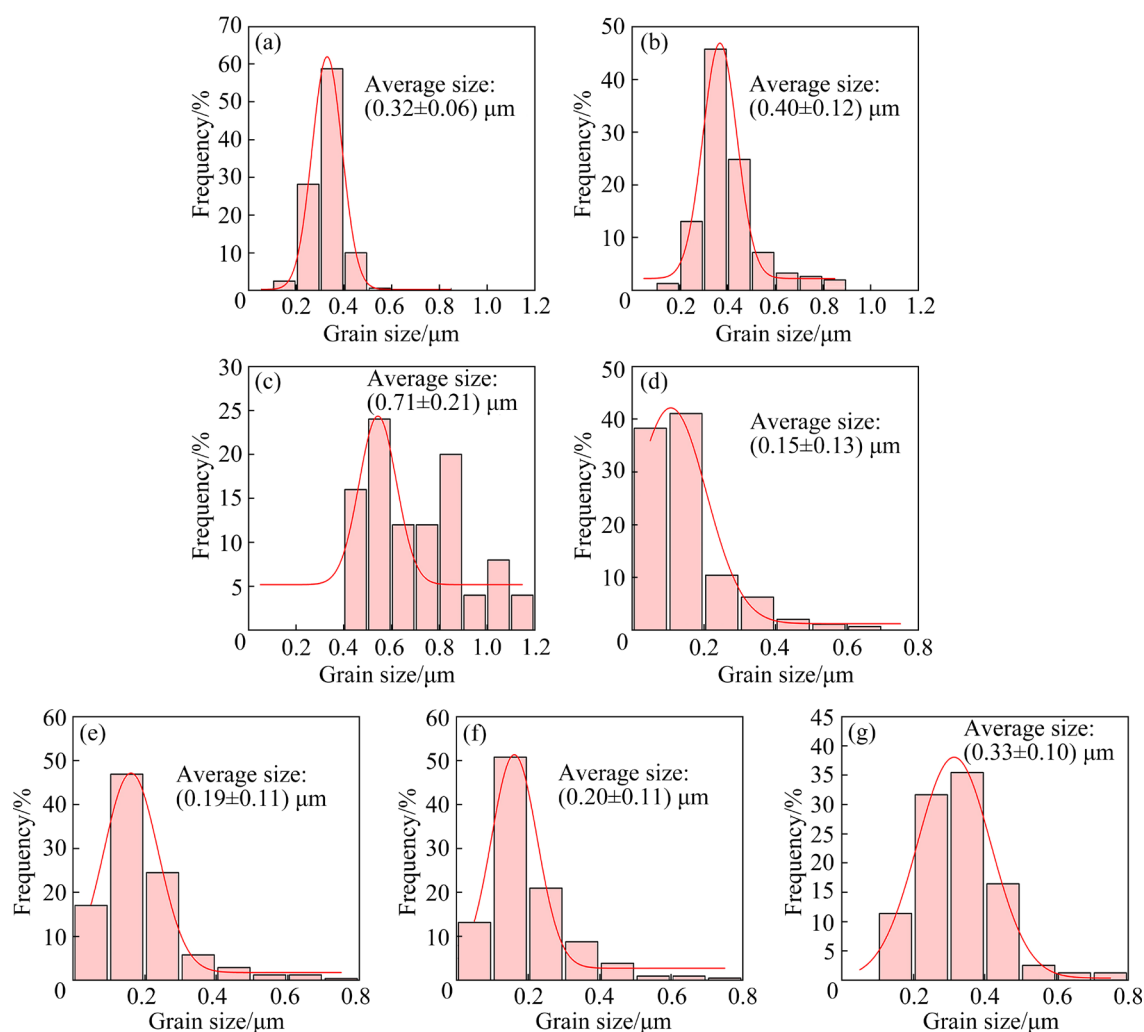 (a)
Average size:
(0.32±0.06) μm
Frequency/%
70
60
50
40
30
20
10
0
0.2 0.4 0.6 0.8 1.0 1.2
Grain size/μm
(b)
Average size:
(0.40±0.12) μm
Frequency/%
50
40
30
20
10
0
0.2 0.4 0.6 0.8 1.0 1.2
Grain size/μm
(c)
Average size:
(0.71±0.21) μm
Frequency/%
30
25
20
15
10
5
0
0.2 0.4 0.6 0.8 1.0 1.2
Grain size/μm
(d)
Average size:
(0.15±0.13) μm
Frequency/%
50
40
30
20
10
0
0.2 0.4 0.6 0.8
Grain size/μm
(e)
Average size:
(0.19±0.11) μm
Frequency/%
60
50
40
30
20
10
0
0.2 0.4 0.6 0.8
Grain size/μm
(f)
Average size:
(0.20±0.11) μm
Frequency/%
60
50
40
30
20
10
0
0.2 0.4 0.6 0.8
Grain size/μm
(g)
Average size:
(0.33±0.10) μm
Frequency/%
45
40
35
30
25
20
15
10
5
0
0.2 0.4 0.6 0.8
Grain size/μm